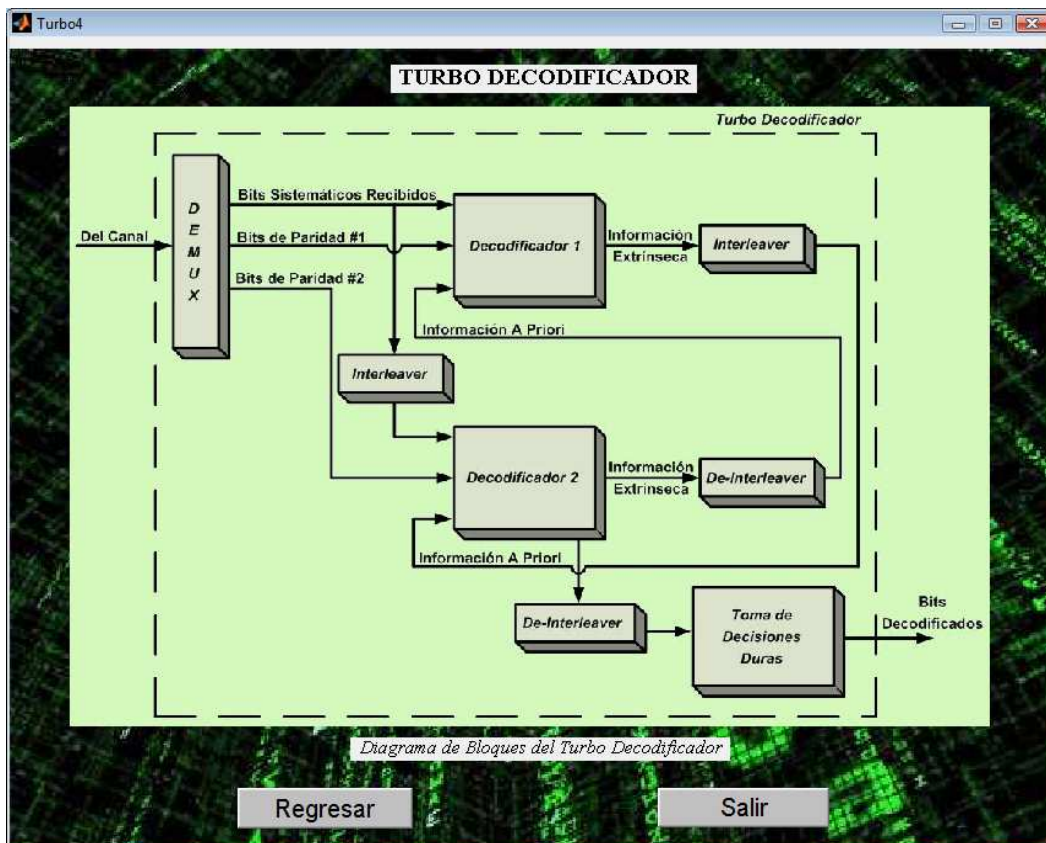 Turbo4
TURBO DECODIFICADOR
Turbo Decodificador
Del Canal
D
E
M
U
X
Bits Sistemáticos Recibidos
Bits de Paridad #1
Bits de Paridad #2
Decodificador 1
Información
Extrínseca
Interleaver
Información A Priori
Interleaver
Decodificador 2
Información
Extrínseca
De-Interleaver
Información A Priori
De-Interleaver
Toma de
Decisiones
Duras
Bits
Decodificados
Diagrama de Bloques del Turbo Decodificador
Regresar
Salir